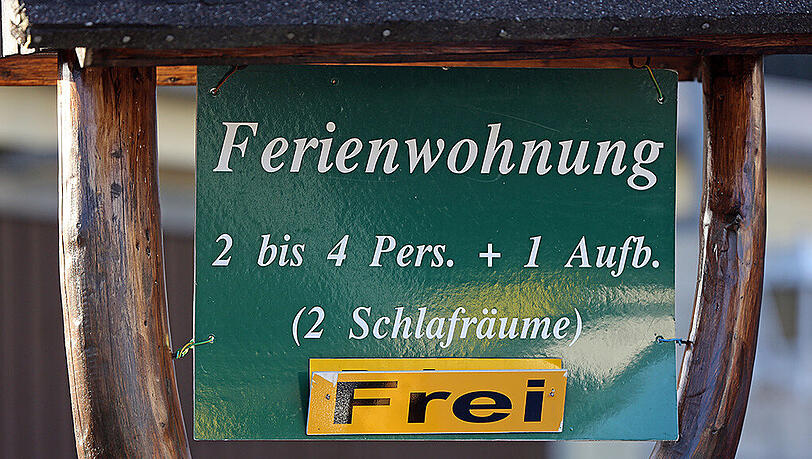 Ferienwohnung
2 bis 4 Pers. + 1 Aufb.
(2 Schlafräume)
Frei